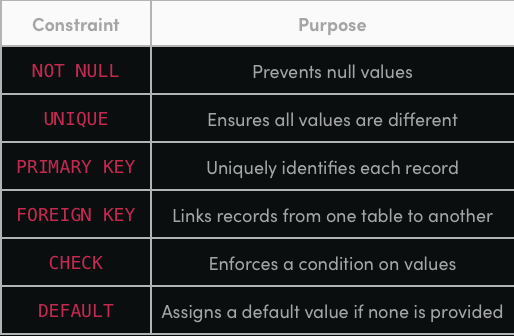 Constraint Purpose
NOT NULL Prevents null values
UNIQUE Ensures all values are different
PRIMARY KEY Uniquely identifies each record
FOREIGN KEY Links records from one table to another
CHECK Enforces a condition on values
DEFAULT Assigns a default value if none is provided